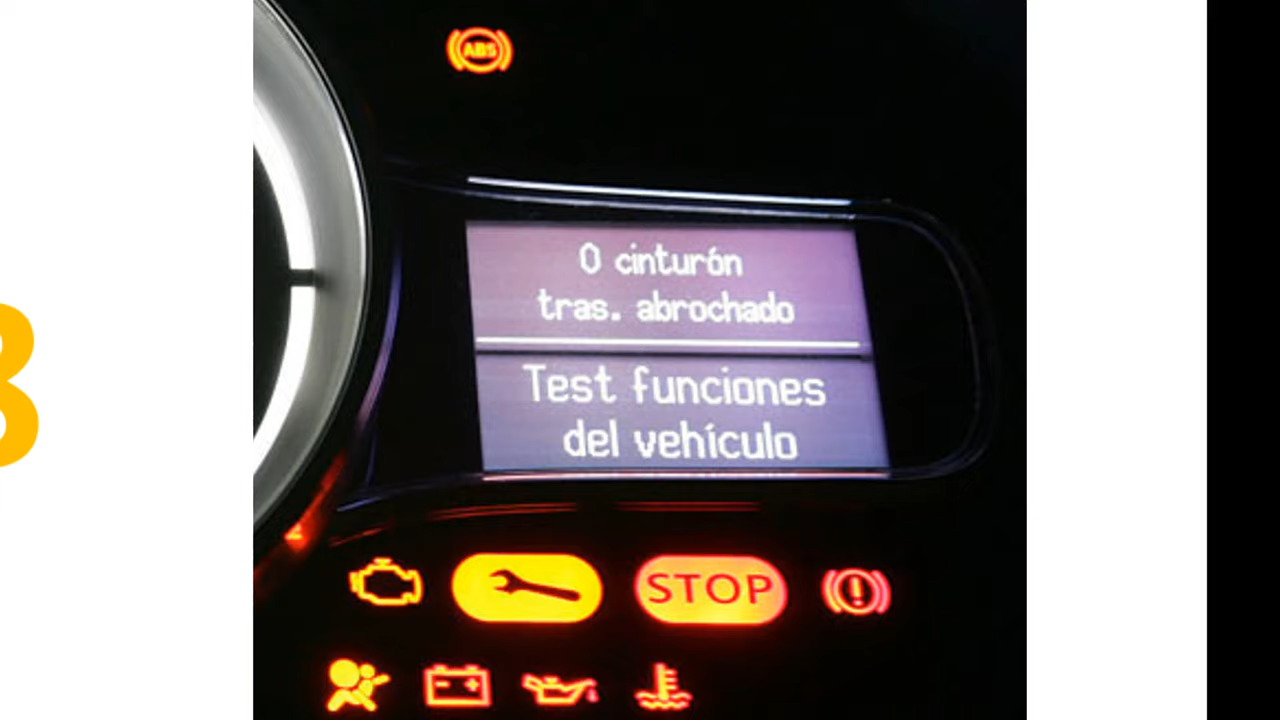 ABS
0 cinturón
tras. abrochado
Test funciones
del vehículo
STOP